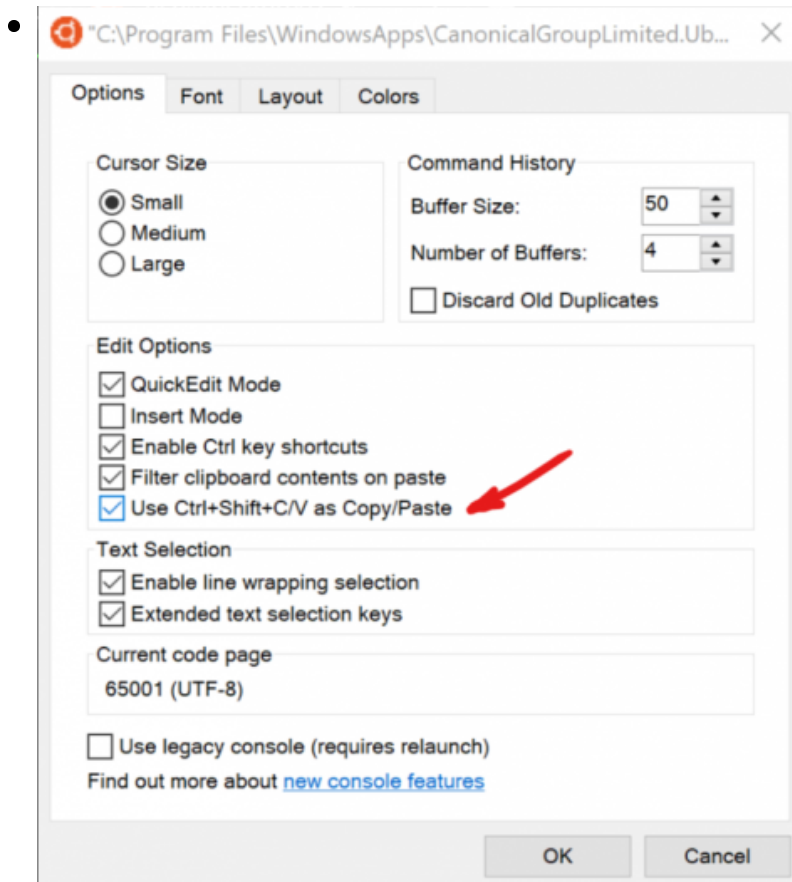 "C:\Program Files\WindowsApps\CanonicalGroupLimited.Ub...
Options Font Layout Colors
Cursor Size
Small
Medium
Large
Command History
Buffer Size: 50
Number of Buffers: 4
Discard Old Duplicates
Edit Options
QuickEdit Mode
Insert Mode
Enable Ctrl key shortcuts
Filter clipboard contents on paste
Use Ctrl+Shift+C/V as Copy/Paste
Text Selection
Enable line wrapping selection
Extended text selection keys
Current code page
65001 (UTF-8)
Use legacy console (requires relaunch)
Find out more about new console features
OK Cancel